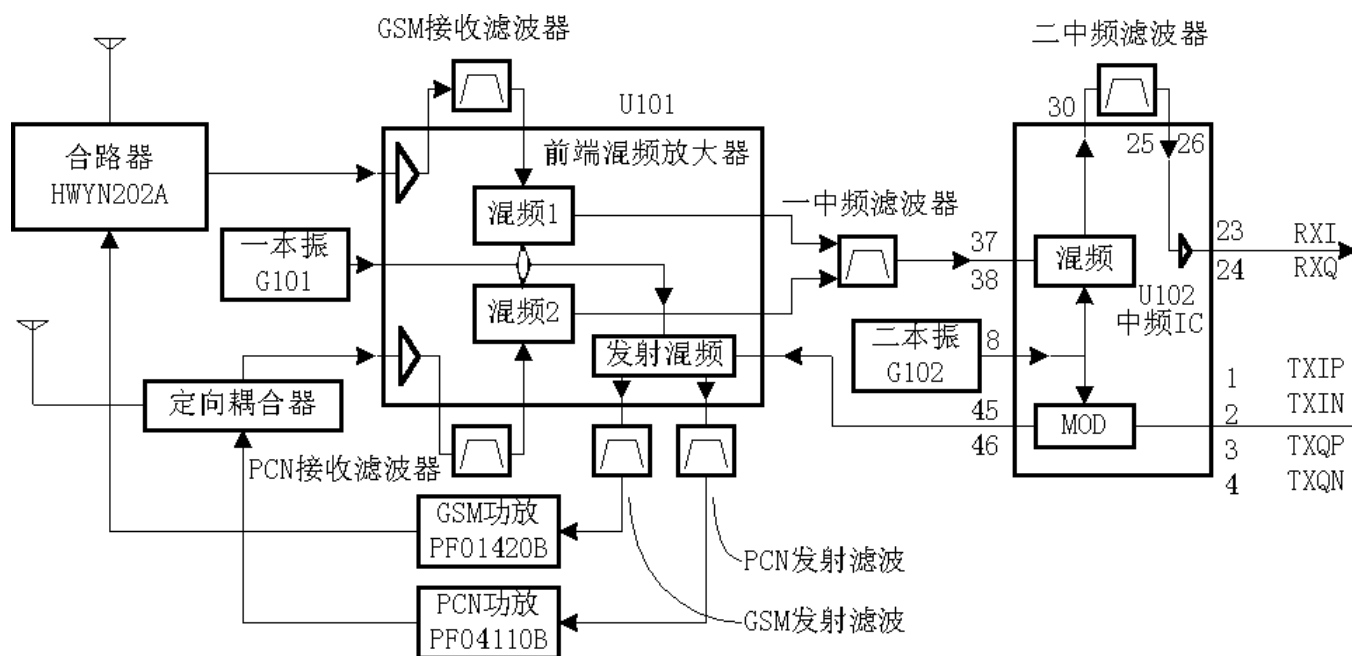 GSM接收滤波器
二中频滤波器
U101
30
合路器
HWYN202A
前端混频放大器
25
26
混频1
一中频滤波器
一本振
G101
37
38
混频
23
24
RXI
RXQ
U102
中频IC
混频2
二本振
G102
8
发射混频
定向耦合器
1
2
3
4
TXIP
TXIN
TXQP
TXQN
45
46
MOD
PCN接收滤波器
GSM功放
PF01420B
PCN发射滤波
PCN功放
PF04110B
GSM发射滤波